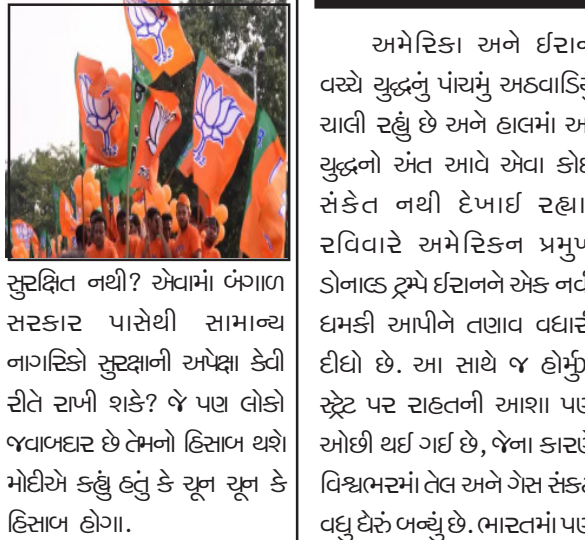 સુરક્ષિત નથી? એવામાં બંગાળ
સરકાર પાસેથી સામાન્ય
નાગરિકો સુરક્ષાની અપેક્ષા કેવી
રીતે રાખી શકે? જે પણ લોકો
જવાબદાર છે તેમનો હિસાબ થશે
મોદીએ કહ્યું હતું કે ચૂન ચૂન કે
હિસાબ હોગા.
અમેરિકા અને ઈરાન
વચ્ચે યુદ્ધનું પાંચમું અઠવાડિયુ
ચાલી રહ્યું છે અને હાલમાં આ
યુદ્ધનો અંત આવે એવા કોઈ
સંકેત નથી દેખાઈ રહ્યા
રવિવારે અમેરિકન પ્રમુખ
ડોનાલ્ડ ટ્રમ્પે ઈરાનને એક નવી
ધમકી આપીને તણાવ વધારી
દીધો છે. આ સાથે જ
સ્ટ્રેટ પર રાહતની આશા પણ
ઓછી થઈ ગઈ છે, જેના કારણે
વિશ્વભરમાં તેલ અને ગેસ સંકટ
વધુ ઘેરું બન્યું છે. ભારતમાં પણ